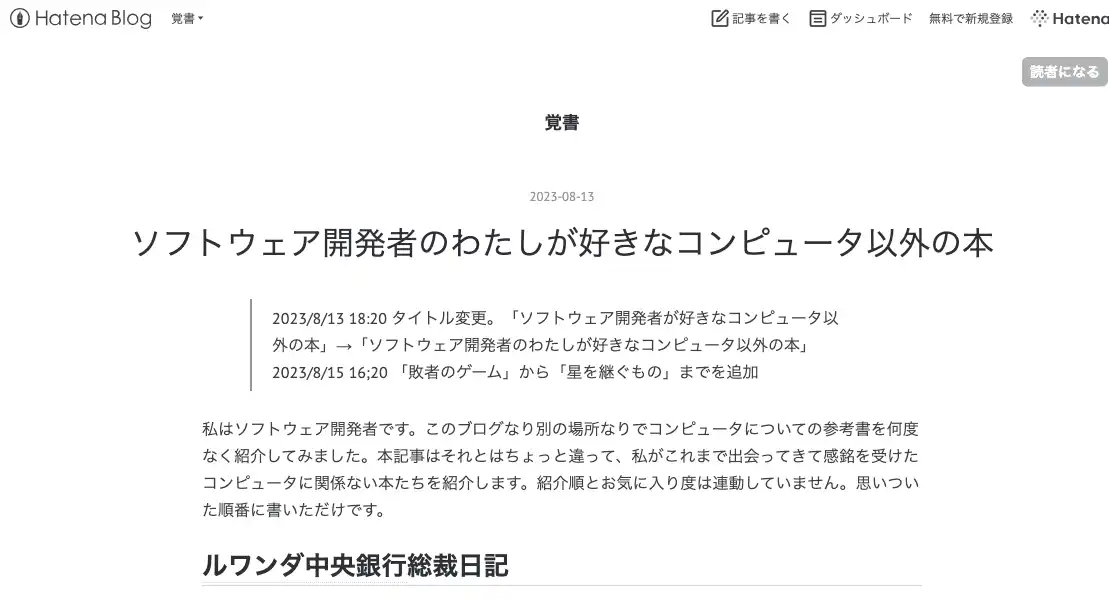 Hatena Blog 覚書 記事を書く ダッシュボード 無料で新規登録 Hatena
読者になる
覚書
2023-08-13
ソフトウェア開発者のわたしが好きなコンピュータ以外の本
2023/8/13 18:20 タイトル変更。「ソフトウェア開発者が好きなコンピュータ以
外の本」→「ソフトウェア開発者のわたしが好きなコンピュータ以外の本」
2023/8/15 16;20 「敗者のゲーム」から「星を継ぐもの」までを追加
私はソフトウェア開発者です。このブログなり別の場所なりでコンピュータについての参考書を何度
なく紹介してみました。本記事はそれとはちょっと違って、私がこれまで出会ってきて感銘を受けた
コンピュータに関係ない本たちを紹介します。紹介順とお気に入り度は連動していません。思いつい
た順番に書いただけです。
ルワンダ中央銀行総裁日記